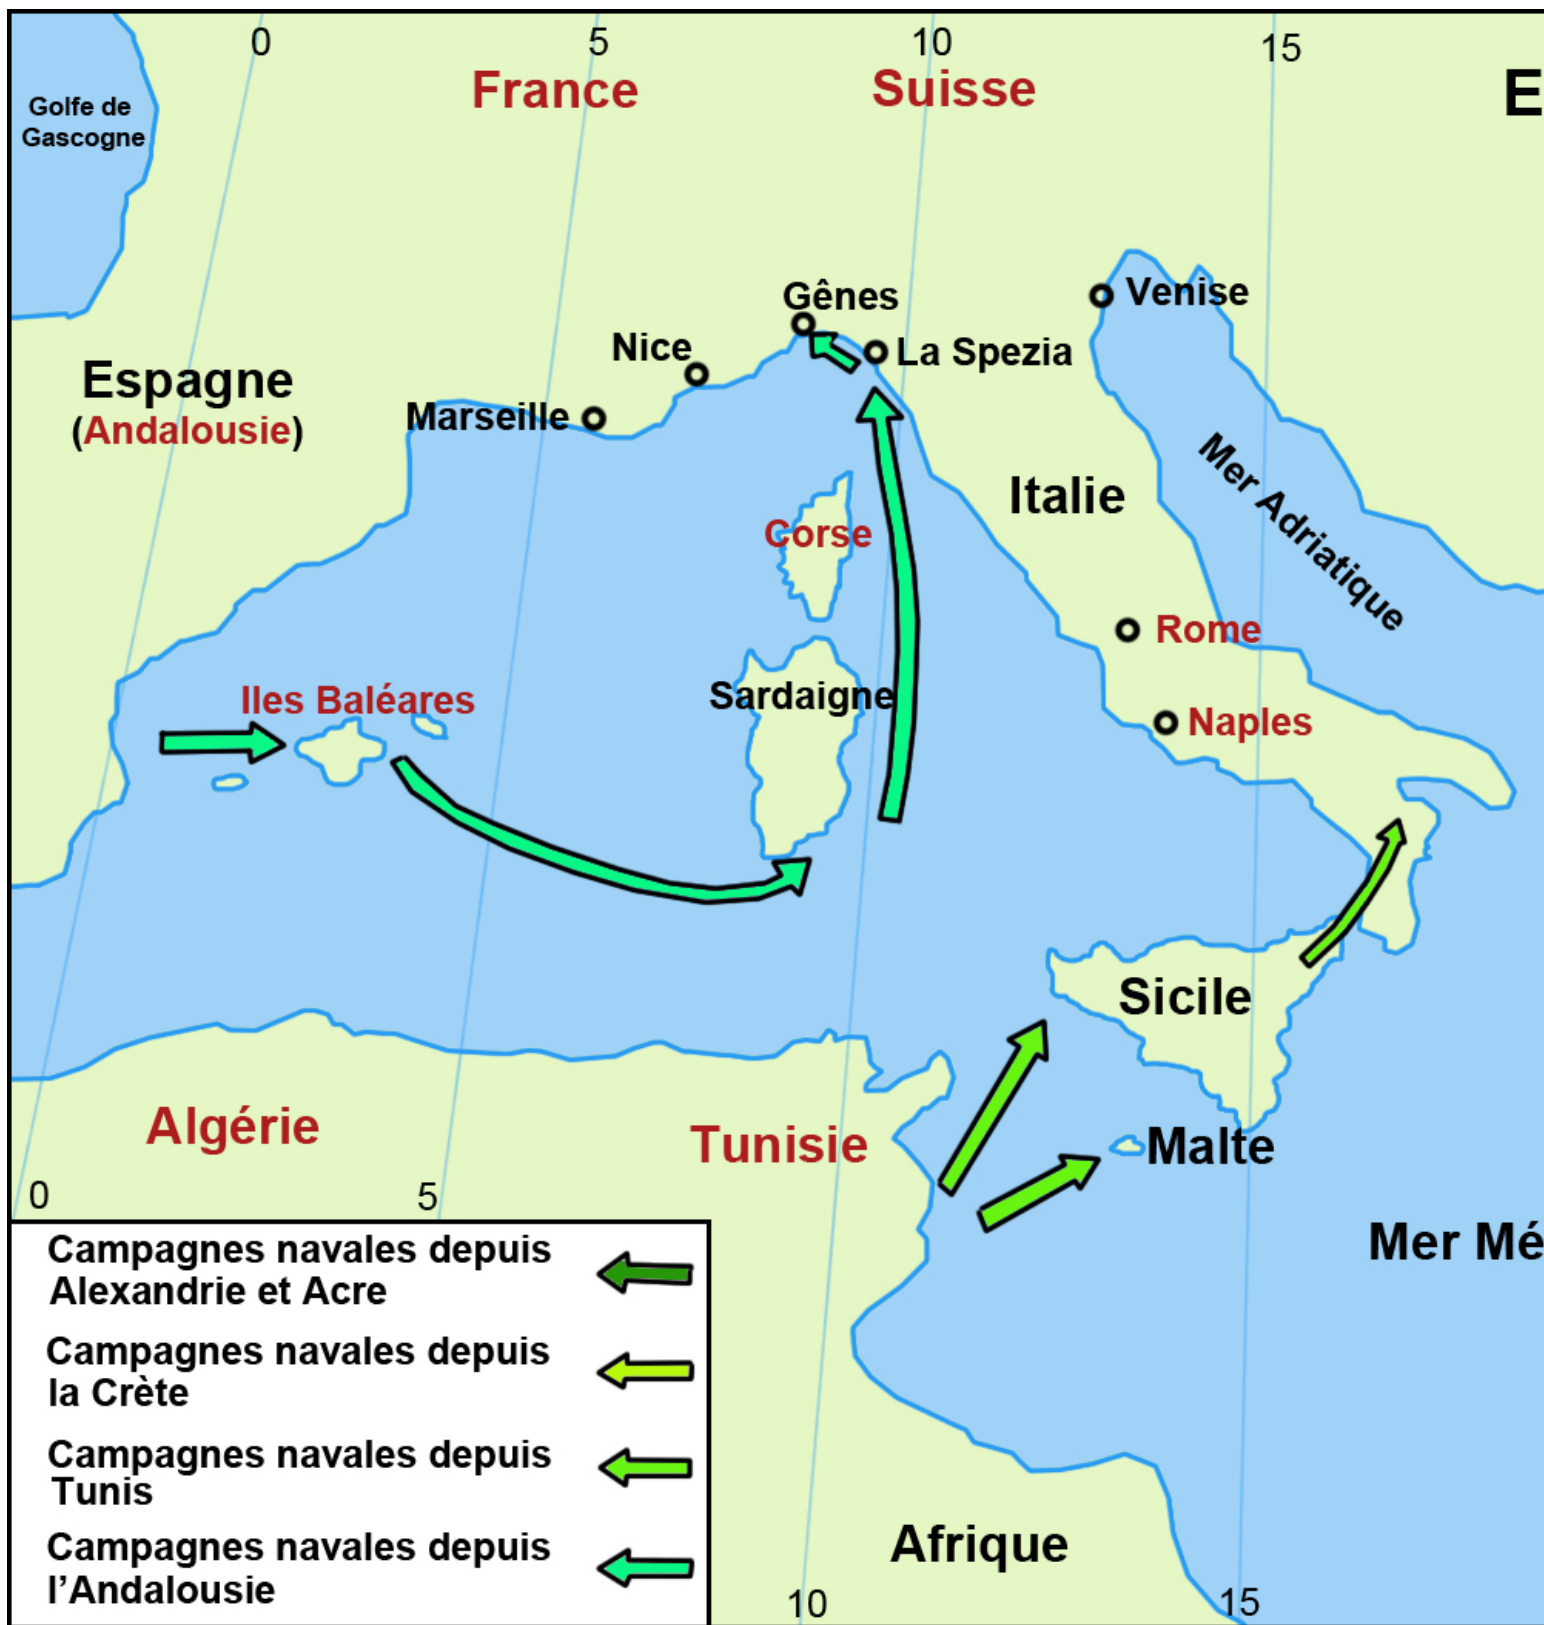 0
5
10
15
France
Suisse
E
Golfe de
Gascogne
Gênes
Venise
Nice
La Spezia
Espagne
(Andalousie)
Marseille
Mer Adriatique
Italie
Corse
Rome
Iles Baléares
Sardaigne
Naples
Sicile
Algérie
Tunisie
Malte
0
5
Mer Mé
Campagnes navales depuis
Alexandrie et Acre
Campagnes navales depuis
la Crète
Campagnes navales depuis
Tunis
Campagnes navales depuis
l'Andalousie
Afrique
10
15